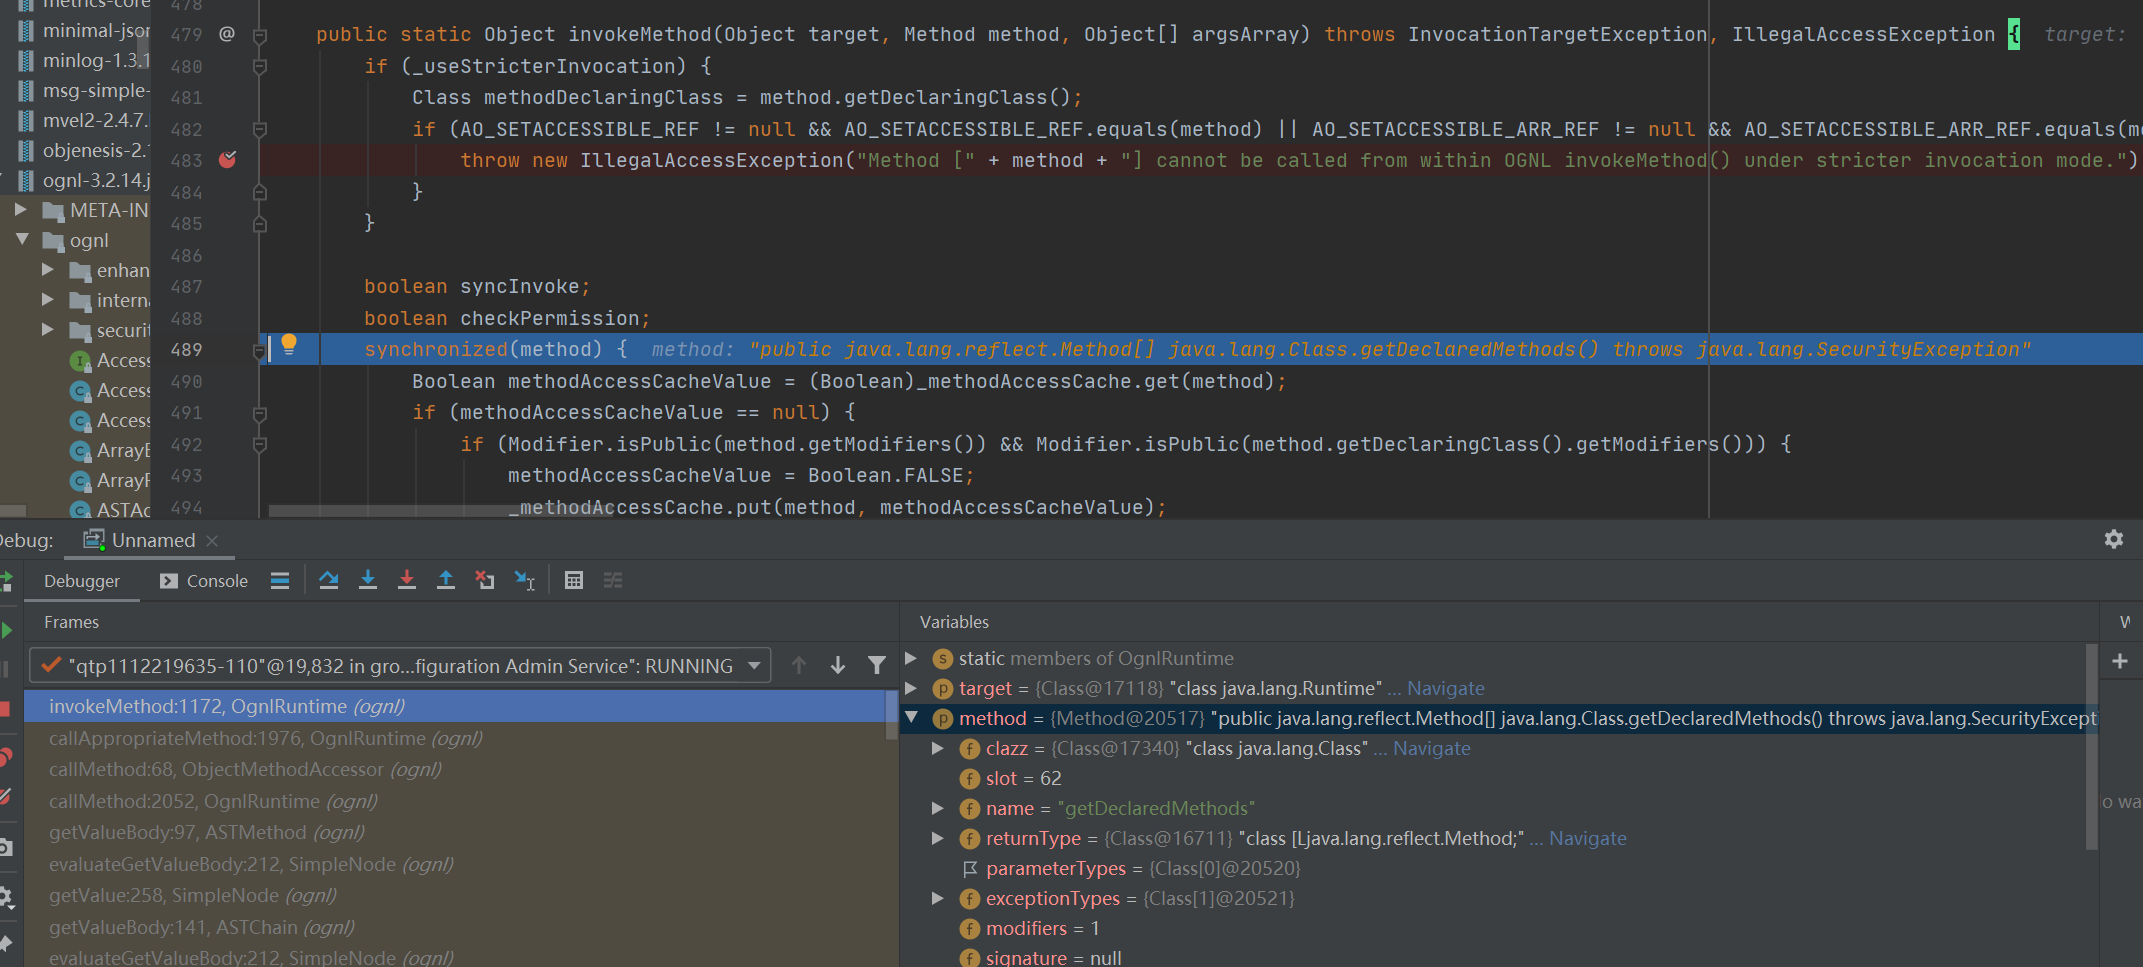 metrics-core
minimal-json
minlog-1.3.1
msg-simple-
mvel2-2.4.7.
objenesis-2.
ognl-3.2.14.j
META-IN
ognl
enhan
interna
securit
Access
Access
Access
ArrayE
ArrayP
ASTAc
478
479 @ public static Object invokeMethod(Object target, Method method, Object[] argsArray) throws InvocationTargetException, IllegalAccessException { target:
480 if (_useStricterInvocation) {
481 Class methodDeclaringClass = method.getDeclaringClass();
482 if (AO_SETACCESSIBLE_REF != null && AO_SETACCESSIBLE_REF.equals(method) || AO_SETACCESSIBLE_ARR_REF != null && AO_SETACCESSIBLE_ARR_REF.equals(me
483 throw new IllegalAccessException("Method [" + method + "] cannot be called from within OGNL invokeMethod() under stricter invocation mode.")
484 }
485 }
486
487 boolean syncInvoke;
488 boolean checkPermission;
489 synchronized(method) { method: "public java.lang.reflect.Method[] java.lang.Class.getDeclaredMethods() throws java.lang.SecurityException"
490 Boolean methodAccessCacheValue = (Boolean)_methodAccessCache.get(method);
491 if (methodAccessCacheValue == null) {
492 if (Modifier.isPublic(method.getModifiers()) && Modifier.isPublic(method.getDeclaringClass().getModifiers())) {
493 methodAccessCacheValue = Boolean.FALSE;
494 _methodAccessCache.put(method, methodAccessCacheValue);
ebug: Unnamed
Debugger Console
Frames
"qtp1112219635-110"@19,832 in gro...figuration Admin Service": RUNNING
invokeMethod:1172, OgnlRuntime (ognl)
callAppropriateMethod:1976, OgnlRuntime (ognl)
callMethod:68, ObjectMethodAccessor (ognl)
callMethod:2052, OgnlRuntime (ognl)
getValueBody:97, ASTMethod (ognl)
evaluateGetValueBody:212, SimpleNode (ognl)
getValue:258, SimpleNode (ognl)
getValueBody:141, ASTChain (ognl)
evaluateGetValueBody:212, SimpleNode (ognl)
Variables
static members of OgnlRuntime
target = {Class@17118} "class java.lang.Runtime" ... Navigate
method = {Method@20517} "public java.lang.reflect.Method[] java.lang.Class.getDeclaredMethods() throws java.lang.SecurityExcept
clazz = {Class@17340} "class java.lang.Class" ... Navigate
slot = 62
name = "getDeclaredMethods"
returnType = {Class@16711} "class [Ljava.lang.reflect.Method;" ... Navigate
parameterTypes = {Class[0]@20520}
exceptionTypes = {Class[1]@20521}
modifiers = 1
signature = null
o wa